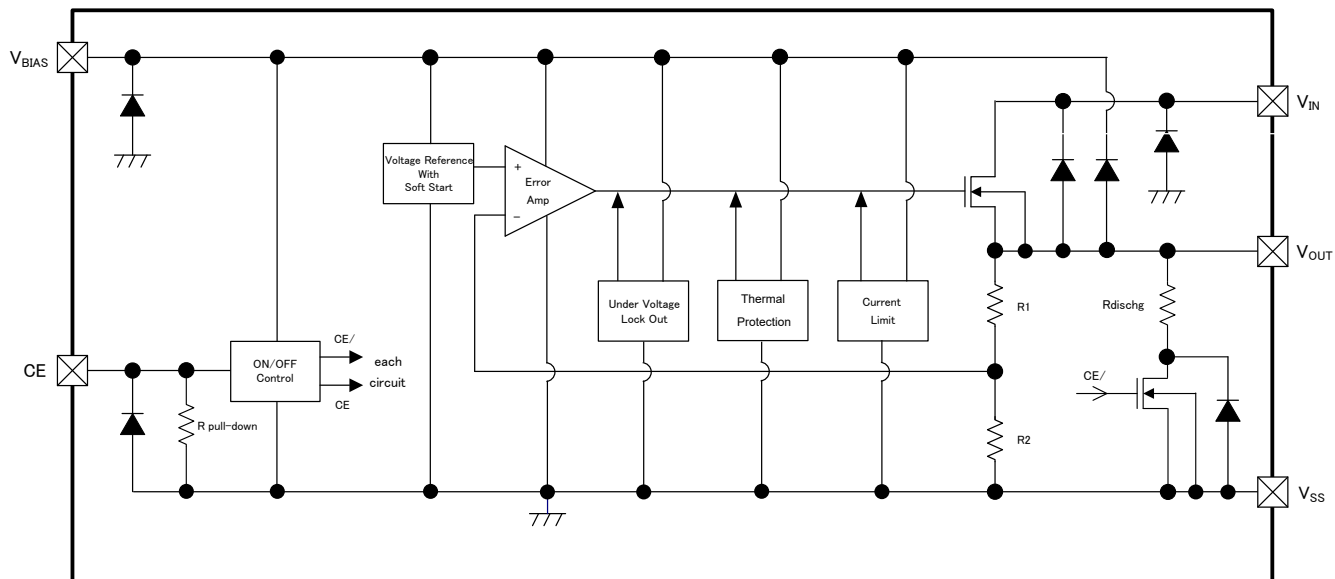 VBIAS
VIN
Voltage Reference
With
Soft Start
+
Error
Amp
−
VOUT
Under Voltage
Lock Out
Thermal
Protection
Current
Limit
R1
Rdischg
CE
ON/OFF
Control
CE/
each
circuit
CE
CE/
R pull-down
R2
VSS